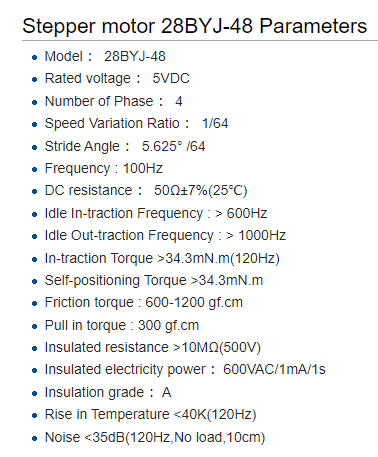 Stepper motor 28BYJ-48 Parameters
Model： 28BYJ-48
Rated voltage： 5VDC
Number of Phase： 4
Speed Variation Ratio： 1/64
Stride Angle： 5.625° /64
Frequency : 100Hz
DC resistance： 50Ω±7%(25℃)
Idle In-traction Frequency : > 600Hz
Idle Out-traction Frequency : > 1000Hz
In-traction Torque >34.3mN.m(120Hz)
Self-positioning Torque >34.3mN.m
Friction torque : 600-1200 gf.cm
Pull in torque : 300 gf.cm
Insulated resistance >10MΩ(500V)
Insulated electricity power：600VAC/1mA/1s
Insulation grade：A
Rise in Temperature <40K(120Hz)
Noise <35dB(120Hz,No load,10cm)